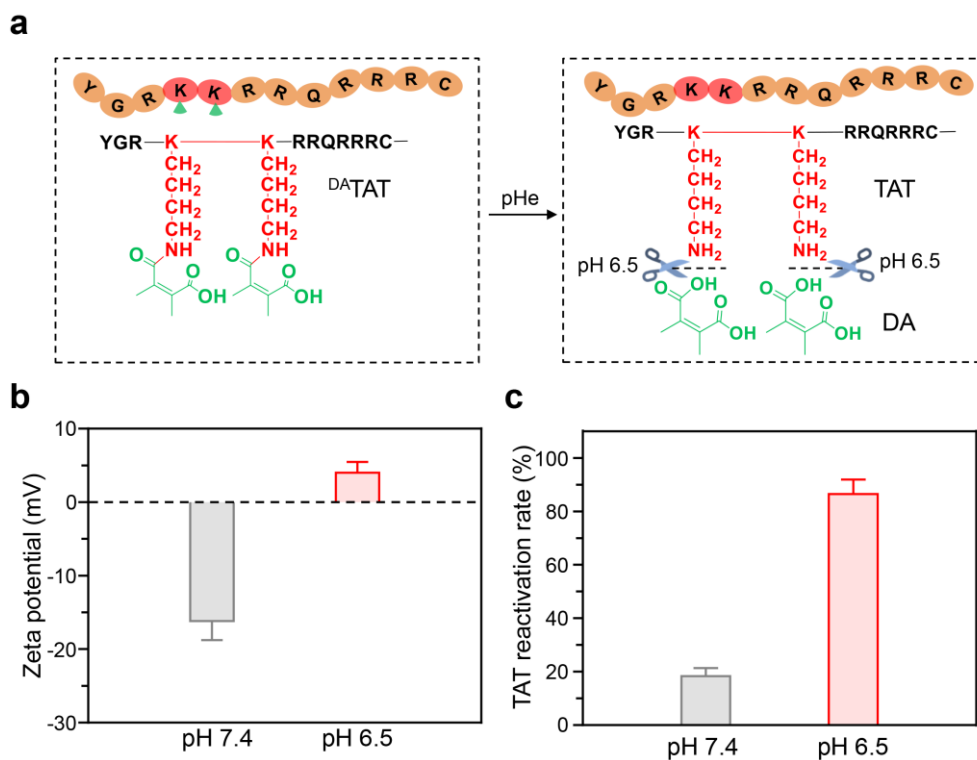 a
Y G R K K R R Q R R R C
YGR—K—K—RRQRRRC—
CH₂ CH₂
CH₂ CH₂
CH₂ CH₂
CH₂ CH₂
NH NH
O O OH O O OH
ᴰᴬTAT
pHe
Y G R K K R R Q R R R C
YGR—K—K—RRQRRRC—
CH₂ CH₂
CH₂ CH₂
CH₂ CH₂
CH₂ CH₂
NH₂ NH₂
TAT
pH 6.5 pH 6.5
OH OH
O O O O
OH OH
DA
b
Zeta potential (mV)
10
0
-10
-20
-30
pH 7.4 pH 6.5
c
TAT reactivation rate (%)
100
80
60
40
20
0
pH 7.4 pH 6.5